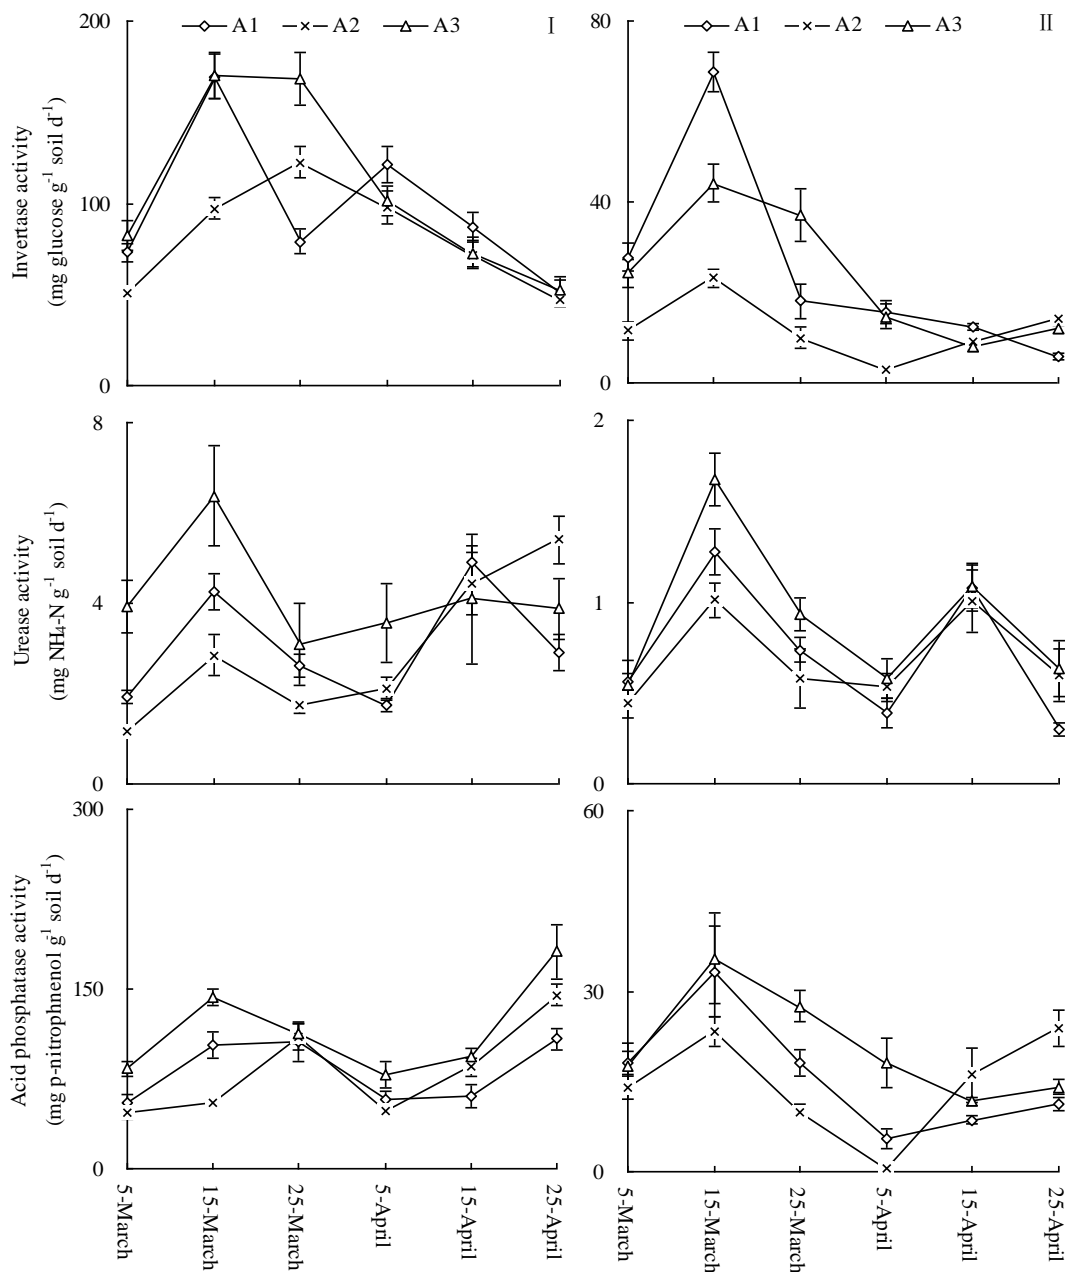 200
A1
A2
A3
I
80
A1
A2
A3
II
Invertase activity
(mg glucose g-1 soil d-1)
100
0
40
0
Urease activity
(mg NH4-N g-1 soil d-1)
8
4
0
2
1
0
Acid phosphatase activity
(mg p-nitrophnenol g-1 soil d-1)
300
150
0
60
30
0
5-March
15-March
25-March
5-April
15-April
25-April
5-March
15-March
25-March
5-April
15-April
25-April